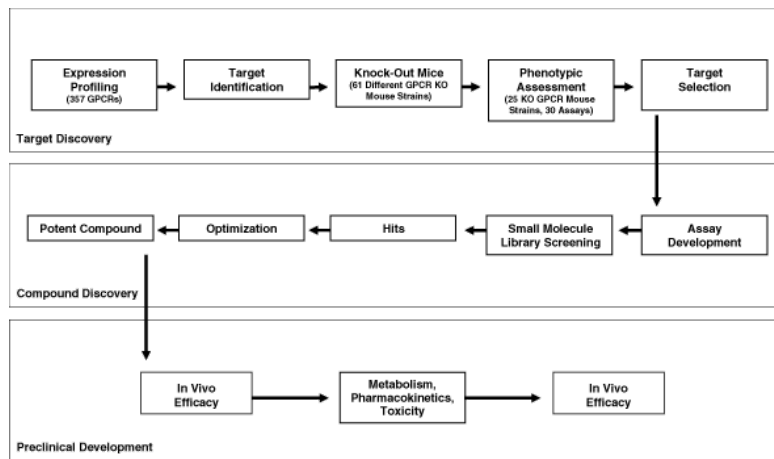 Expression
Profiling
(357 GPCRs)
Target
Identification
Knock-Out Mice
(61 Different GPCR KO
Mouse Strains)
Phenotypic
Assessment
(25 KO GPCR Mouse
Strains, 30 Assays)
Target
Selection
Target Discovery
Potent Compound
Optimization
Hits
Small Molecule
Library Screening
Assay
Development
Compound Discovery
In Vivo
Efficacy
Metabolism,
Pharmacokinetics,
Toxicity
In Vivo
Efficacy
Preclinical Development